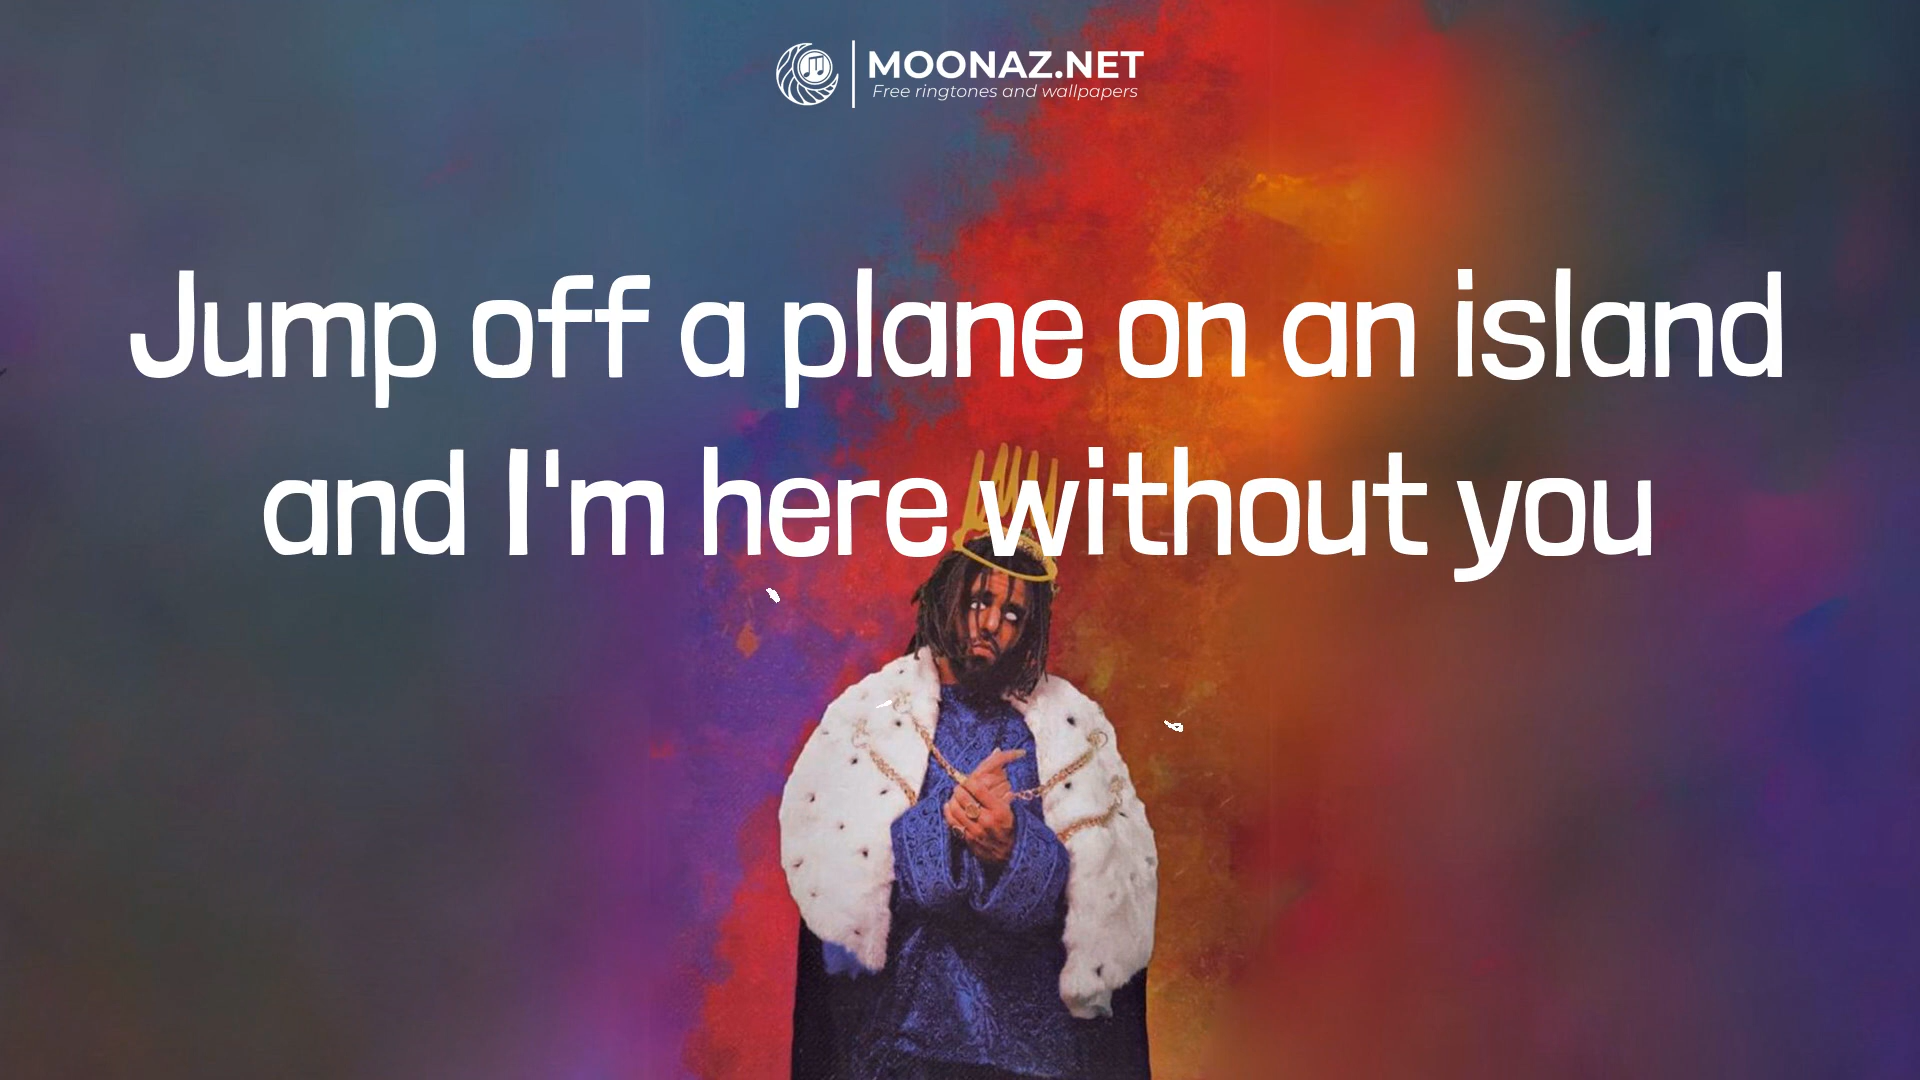 MOONAZ.NET
Free ringtones and wallpapers
Jump off a plane on an island
and I'm here without you